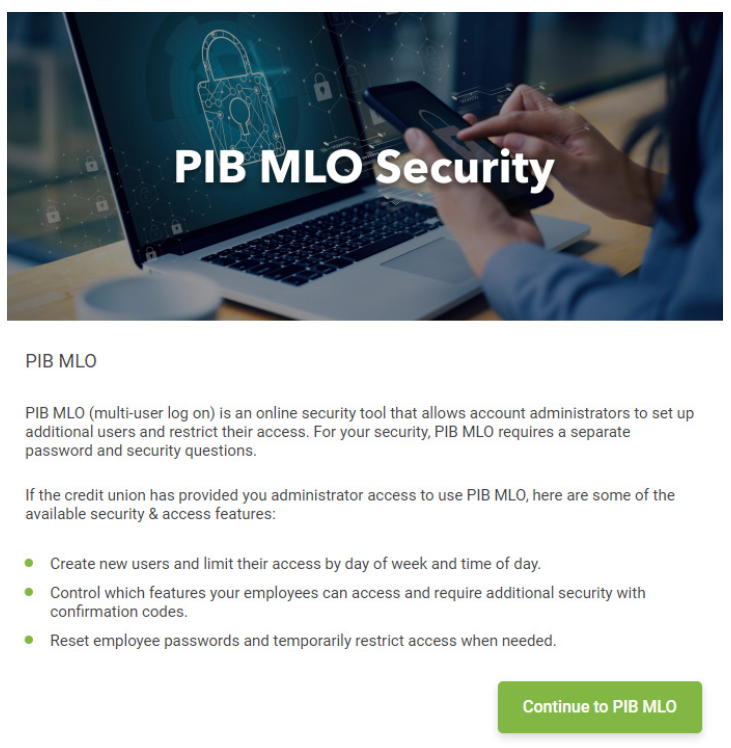 PIB MLO Security
PIB MLO
PIB MLO (multi-user log on) is an online security tool that allows account administrators to set up
additional users and restrict their access. For your security, PIB MLO requires a separate
password and security questions.
If the credit union has provided you administrator access to use PIB MLO, here are some of the
available security & access features:
Create new users and limit their access by day of week and time of day.
Control which features your employees can access and require additional security with
confirmation codes.
Reset employee passwords and temporarily restrict access when needed.
Continue to PIB MLO